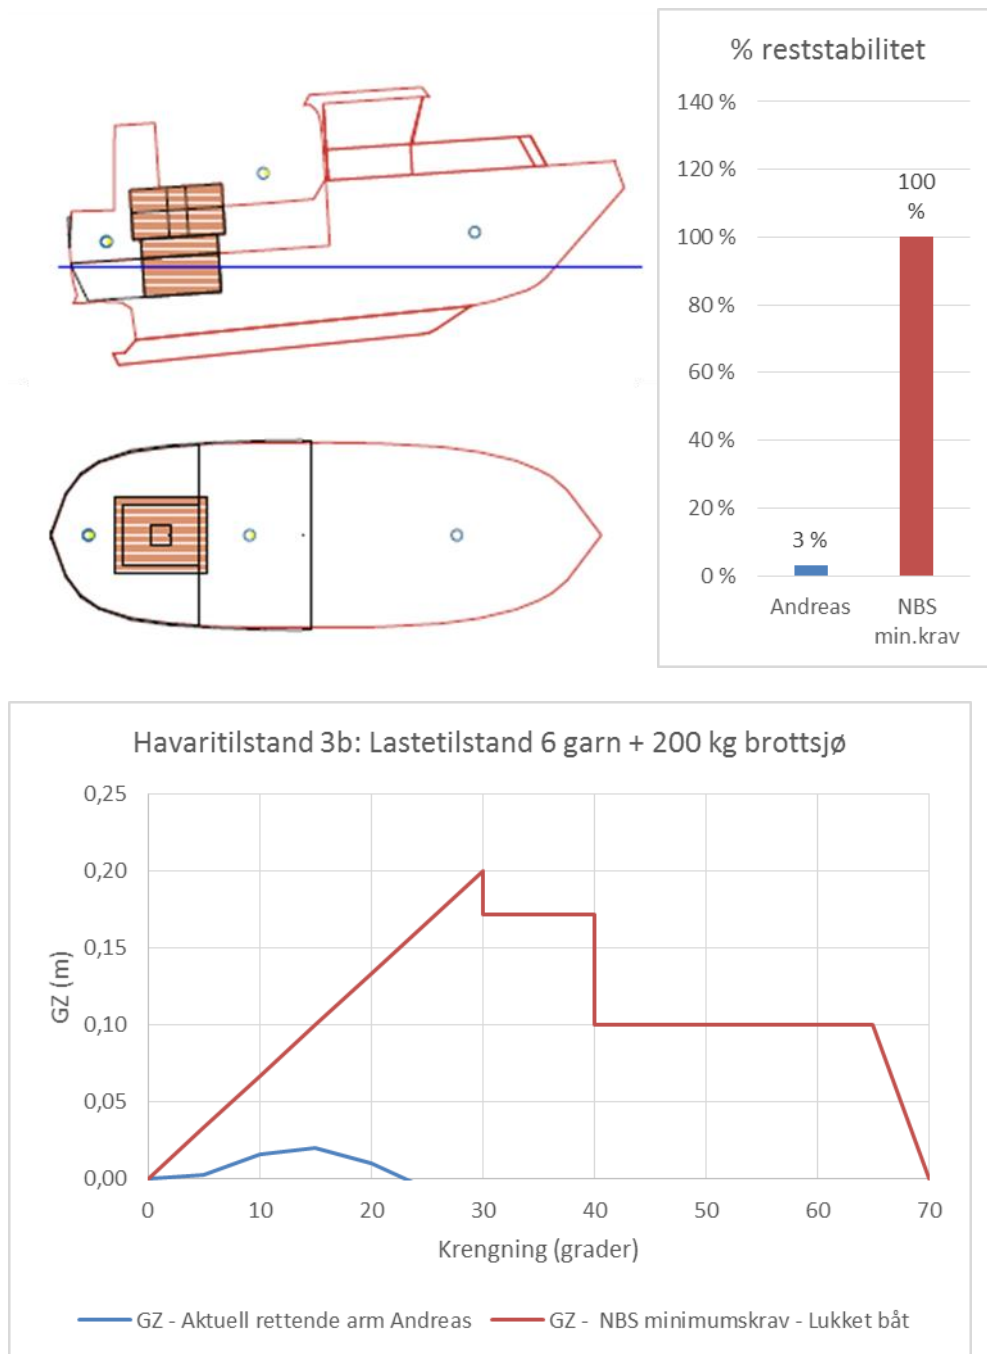 % reststabilitet
140 %
120 %
100 %
80 %
60 %
40 %
20 %
0 %
3 %
100
%
Andreas
NBS
min.krav
Havaritilstand 3b: Lastetilstand 6 garn + 200 kg brottsjø
GZ (m)
0,25
0,20
0,15
0,10
0,05
0,00
0 10 20 30 40 50 60 70
Krengning (grader)
GZ - Aktuell rettende arm Andreas GZ - NBS minimumskrav - Lukket båt